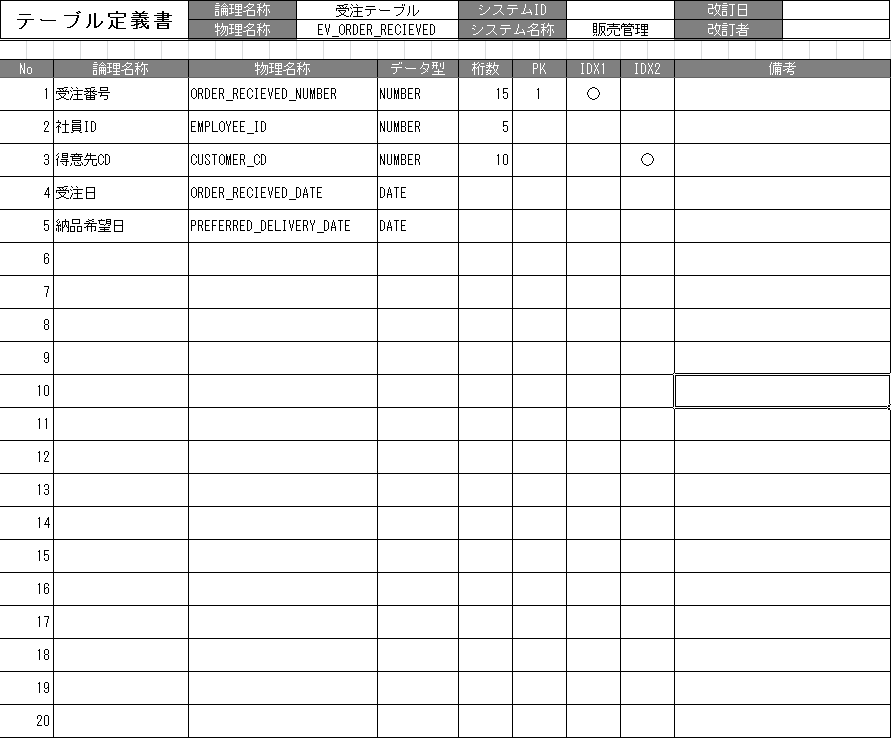 テーブル定義書 論理名称 受注テーブル システムID 改訂日
物理名称 EV_ORDER_RECIEVED システム名称 販売管理 改訂者
No 論理名称 物理名称 データ型 桁数 PK IDX1 IDX2 備考
1 受注番号 ORDER_RECIEVED_NUMBER NUMBER 15 1 ○
2 社員ID EMPLOYEE_ID NUMBER 5
3 得意先CD CUSTOMER_CD NUMBER 10 ○
4 受注日 ORDER_RECIEVED_DATE DATE
5 納品希望日 PREFERRED_DELIVERY_DATE DATE
6
7
8
9
10
11
12
13
14
15
16
17
18
19
20